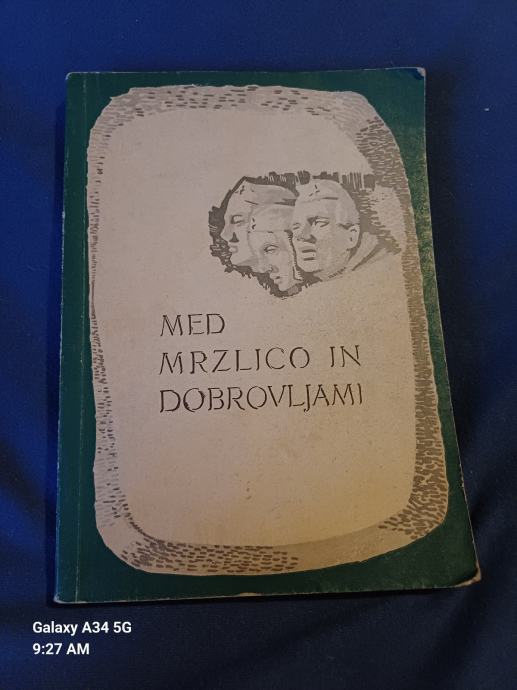 MED
MRZLICO IN
DOBROVLJAMI
Galaxy A34 5G
9:27 AM